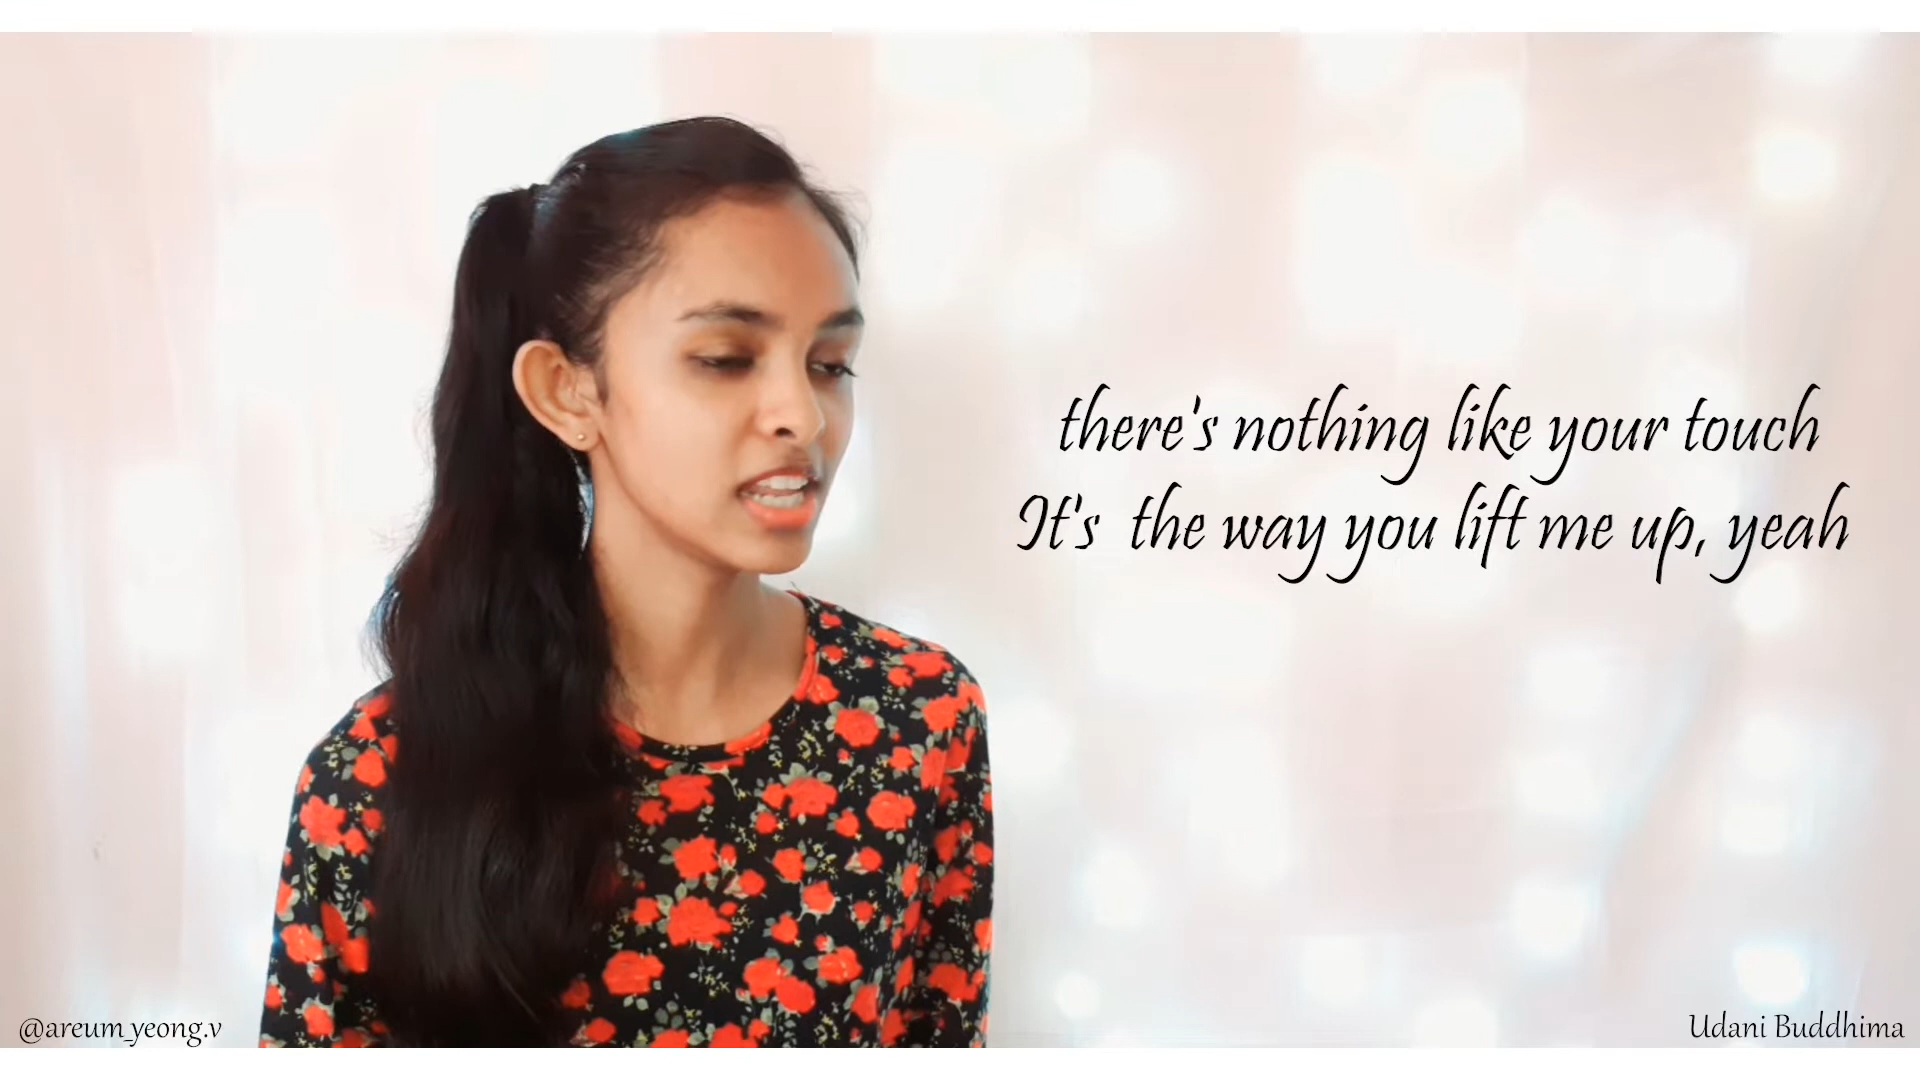 there's nothing like your touch
It's the way you lift me up, yeah
@areum_yeong.v
Udani Buddhima